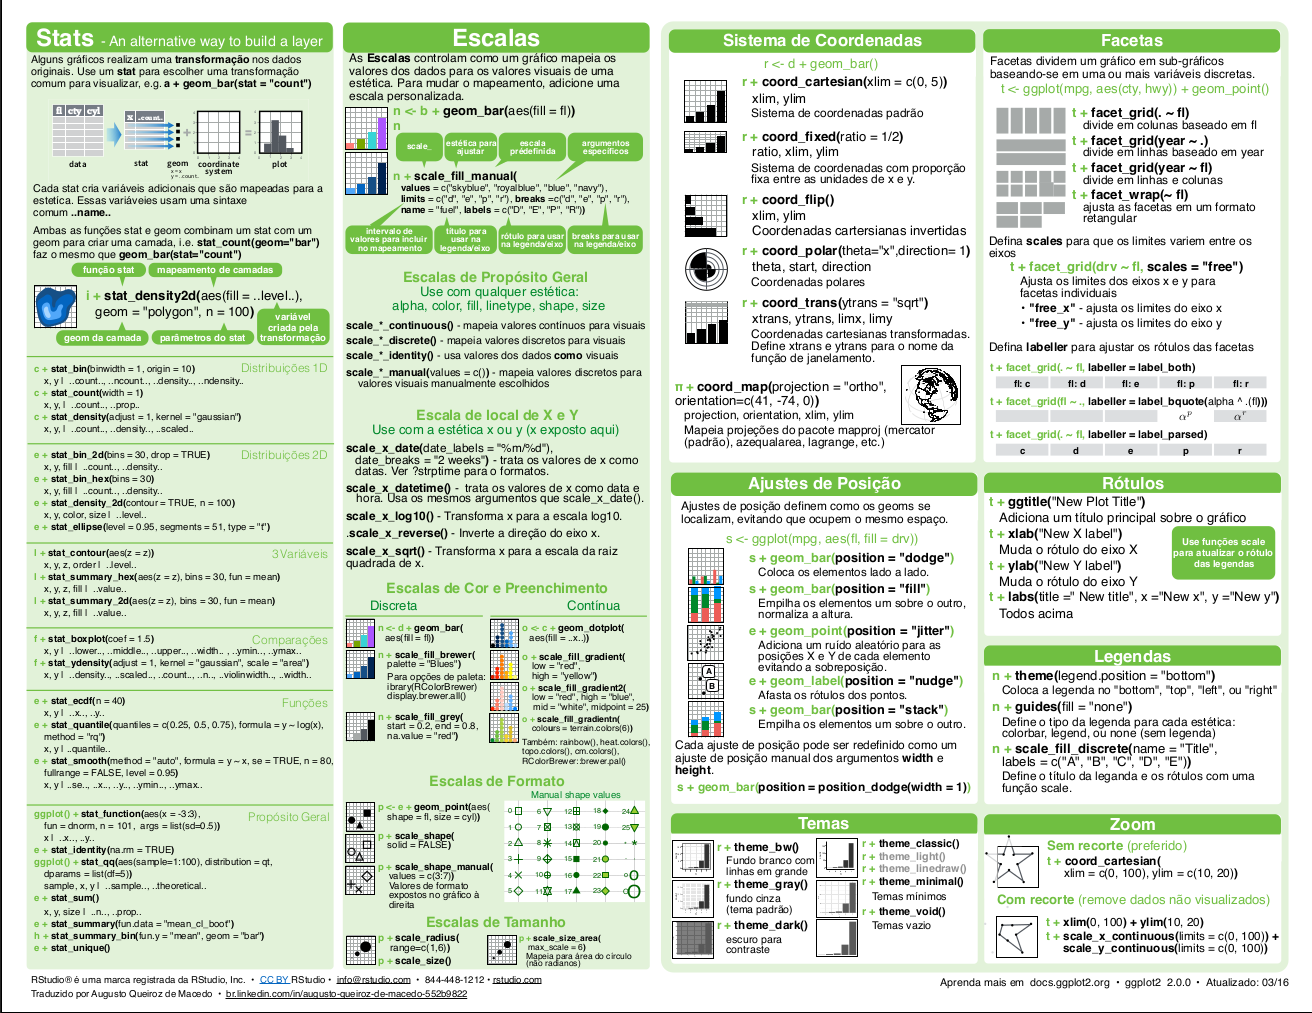 Stats - An alternative way to build a layer
Alguns gráficos realizam uma transformação nos dados
originais. Use um stat para escolher uma transformação
comum para visualizar, e.g. a + geom_bar(stat = "count")
fl cty cyl
x ..count..
+
=
data
stat
geom
x = x
y = ..count..
coordinate
system
plot
Cada stat cria variáveis adicionais que são mapeadas para a
estetica. Essas variáveieis usam uma sintaxe
comum ..name..
Ambas as funções stat e geom combinam um stat com um
geom para criar uma camada, i.e. stat_count(geom="bar")
faz o mesmo que geom_bar(stat="count")
função stat
mapeamento de camadas
i + stat_density2d(aes(fill = ..level..),
geom = "polygon", n = 100)
geom da camada
parâmetros do stat
variável
criada pela
transformação
Distribuições 1D
c + stat_bin(binwidth = 1, origin = 10)
x, y | ..count.., ..ncount.., ..density.., ..ndensity..
c + stat_count(width = 1)
x, y, | ..count.., ..prop..
c + stat_density(adjust = 1, kernel = "gaussian")
x, y, | ..count.., ..density.., ..scaled..
Distribuições 2D
e + stat_bin_2d(bins = 30, drop = TRUE)
x, y, fill | ..count.., ..density..
e + stat_bin_hex(bins = 30)
x, y, fill | ..count.., ..density..
e + stat_density_2d(contour = TRUE, n = 100)
x, y, color, size | ..level..
e + stat_ellipse(level = 0.95, segments = 51, type = "t")
3 Variáveis
l + stat_contour(aes(z = z))
x, y, z, order | ..level..
l + stat_summary_hex(aes(z = z), bins = 30, fun = mean)
x, y, z, fill | ..value..
l + stat_summary_2d(aes(z = z), bins = 30, fun = mean)
x, y, z, fill | ..value..
Comparações
f + stat_boxplot(coef = 1.5)
x, y | ..lower.., ..middle.., ..upper.., ..width.. , ..ymin.., ..ymax..
f + stat_ydensity(adjust = 1, kernel = "gaussian", scale = "area")
x, y | ..density.., ..scaled.., ..count.., ..n.., ..violinwidth.., ..width..
Funções
e + stat_ecdf(n = 40)
x, y | ..x.., ..y..
e + stat_quantile(quantiles = c(0.25, 0.5, 0.75), formula = y ~ log(x),
method = "rq")
x, y | ..quantile..
e + stat_smooth(method = "auto", formula = y ~ x, se = TRUE, n = 80,
fullrange = FALSE, level = 0.95)
x, y | ..se.., ..x.., ..y.., ..ymin.., ..ymax..
Propósito Geral
ggplot() + stat_function(aes(x = -3:3),
fun = dnorm, n = 101, args = list(sd=0.5))
x | ..x.., ..y..
e + stat_identity(na.rm = TRUE)
ggplot() + stat_qq(aes(sample=1:100), distribution = qt,
dparams = list(df=5))
sample, x, y | ..sample.., ..theoretical..
e + stat_sum()
x, y, size | ..n.., ..prop..
e + stat_summary(fun.data = "mean_cl_boot")
h + stat_summary_bin(fun.y = "mean", geom = "bar")
e + stat_unique()
Escalas
As Escalas controlam como um gráfico mapeia os
valores dos dados para os valores visuais de uma
estética. Para mudar o mapeamento, adicione uma
escala personalizada.
n <- b + geom_bar(aes(fill = fl))
n
scale_
estética para
ajustar
escala
prédefinida
argumentos
específicos
n + scale_fill_manual(
values = c("skyblue", "royalblue", "blue", "navy"),
limits = c("d", "e", "p", "r"), breaks =c("d", "e", "p", "r"),
name = "fuel", labels = c("D", "E", "P", "R"))
intervalo de
valores para incluir
no mapeamento
título para
usar na
legenda/eixo
rótulo para usar
na legenda/eixo
breaks para usar
na legenda/eixo
Escalas de Propósito Geral
Use com qualquer estética:
alpha, color, fill, linetype, shape, size
scale_*_continuous() - mapeia valores contínuos para visuais
scale_*_discrete() - mapeia valores discretos para visuais
scale_*_identity() - usa valores dos dados como visuais
scale_*_manual(values = c()) - mapeia valores discretos para
valores visuais manualmente escolhidos
Escala de local de X e Y
Use com a estética x ou y (x exposto aqui)
scale_x_date(date_labels = "%m/%d"),
date_breaks = "2 weeks") - trata os valores de x como
datas. Ver ?strptime para o formatos.
scale_x_datetime() - trata os valores de x como data e
hora. Usa os mesmos argumentos que scale_x_date().
scale_x_log10() - Transforma x para a escala log10.
.scale_x_reverse() - Inverte a direção do eixo x.
scale_x_sqrt() - Transforma x para a escala da raiz
quadrada de x.
Escalas de Cor e Preenchimento
Discreta
Contínua
n <- d + geom_bar(
aes(fill = fl))
n + scale_fill_brewer(
palette = "Blues")
Para opções de paleta:
ibrary(RColorBrewer)
display.brewer.all()
n + scale_fill_grey(
start = 0.2, end = 0.8,
na.value = "red")
o <- c + geom_dotplot(
aes(fill = ..x..))
o + scale_fill_gradient(
low = "red",
high = "yellow")
o + scale_fill_gradient2(
low = "red", high = "blue",
mid = "white", midpoint = 25)
o + scale_fill_gradientn(
colours = terrain.colors(6))
Também: rainbow(), heat.colors(),
topo.colors(), cm.colors(),
RColorBrewer::brewer.pal()
Escalas de Formato
p <- e + geom_point(aes(
shape = fl, size = cyl))
p + scale_shape(
solid = FALSE)
p + scale_shape_manual(
values = c(3:7))
Valores de formato
expostos no gráfico à
direita
Manual shape values
0 6 12 18 24
1 7 13 19 25
2 8 14 20 *
3 9 15 21 .
4 10 16 22 o
5 11 17 23 O
Escalas de Tamanho
p + scale_radius(
range=c(1,6))
p + scale_size()
p + scale_size_area(
max_scale = 6)
Mapeia para área do círculo
(não radianos)
Sistema de Coordenadas
r <- d + geom_bar()
r + coord_cartesian(xlim = c(0, 5))
xlim, ylim
Sistema de coordenadas padrão
r + coord_fixed(ratio = 1/2)
ratio, xlim, ylim
Sistema de coordenadas com proporção
fixa entre as unidades de x e y.
r + coord_flip()
xlim, ylim
Coordenadas cartersianas invertidas
r + coord_polar(theta="x",direction= 1)
theta, start, direction
Coordenadas polares
r + coord_trans(ytrans = "sqrt")
xtrans, ytrans, limx, limy
Coordenadas cartesianas transformadas.
Define xtrans e ytrans para o nome da
função de janelamento.
π + coord_map(projection = "ortho",
orientation=c(41, -74, 0))
projection, orientation, xlim, ylim
Mapeia projeções do pacote mapproj (mercator
(padrão), azequalarea, lagrange, etc.)
Ajustes de Posição
Ajustes de posição definem como os geoms se
localizam, evitando que ocupem o mesmo espaço.
s <- ggplot(mpg, aes(fl, fill = drv))
s + geom_bar(position = "dodge")
Coloca os elementos lado a lado.
s + geom_bar(position = "fill")
Empilha os elementos um sobre o outro,
normaliza a altura.
e + geom_point(position = "jitter")
Adiciona um ruído aleatório para as
posições X e Y de cada elemento
evitando a sobreposição.
A
B
e + geom_label(position = "nudge")
Afasta os rótulos dos pontos.
s + geom_bar(position = "stack")
Empilha os elementos um sobre o outro.
Cada ajuste de posição pode ser redefinido como um
ajuste de posição manual dos argumentos width e
height.
s + geom_bar(position = position_dodge(width = 1))
Temas
r + theme_bw()
Fundo branco com
linhas em grande
r + theme_gray()
fundo cinza
(tema padrão)
r + theme_dark()
escuro para
contraste
r + theme_classic()
r + theme_light()
r + theme_linedraw()
r + theme_minimal()
Temas mínimos
r + theme_void()
Temas vazio
Facetas
Facetas dividem um gráfico em sub-gráficos
baseando-se em uma ou mais variáveis discretas.
t <- ggplot(mpg, aes(cty, hwy)) + geom_point()
t + facet_grid(. ~ fl)
divide em colunas baseado em fl
t + facet_grid(year ~ .)
divide em linhas baseado em year
t + facet_grid(year ~ fl)
divide em linhas e colunas
t + facet_wrap(~ fl)
ajusta as facetas em um formato
retangular
Defina scales para que os limites variem entre os
eixos
t + facet_grid(drv ~ fl, scales = "free")
Ajusta os limites dos eixos x e y para
facetas individuais
• "free_x" - ajusta os limites do eixo x
• "free_y" - ajusta os limites do eixo y
Defina labeller para ajustar os rótulos das facetas
t + facet_grid(. ~ fl, labeller = label_both)
fl: c fl: d fl: e fl: p fl: r
t + facet_grid(fl ~ ., labeller = label_bquote(alpha ^ .(fl)))
α^p α^r
t + facet_grid(. ~ fl, labeller = label_parsed)
c d e p r
Rótulos
t + ggtitle("New Plot Title")
Adiciona um título principal sobre o gráfico
t + xlab("New X label")
Muda o rótulo do eixo X
t + ylab("New Y label")
Muda o rótulo do eixo Y
t + labs(title =" New title", x ="New x", y ="New y")
Todos acima
Use funções scale
para atualizar o rótulo
das legendas
Legendas
n + theme(legend.position = "bottom")
Coloca a legenda no "bottom", "top", "left", ou "right"
n + guides(fill = "none")
Define o tipo da legenda para cada estética:
colorbar, legend, ou none (sem legenda)
n + scale_fill_discrete(name = "Title",
labels = c("A", "B", "C", "D", "E"))
Define o título da leganda e os rótulos com uma
função scale.
Zoom
Sem recorte (preferido)
t + coord_cartesian(
xlim = c(0, 100), ylim = c(10, 20))
Com recorte (remove dados não visualizados)
t + xlim(0, 100) + ylim(10, 20)
t + scale_x_continuous(limits = c(0, 100)) +
scale_y_continuous(limits = c(0, 100))
RStudio® é uma marca registrada da RStudio, Inc. • CC BY RStudio • info@rstudio.com • 844-448-1212 • rstudio.com
Traduzido por Augusto Queiroz de Macedo • br.linkedin.com/in/augusto-queiroz-de-macedo-552b9822
Aprenda mais em docs.ggplot2.org • ggplot2 2.0.0 • Atualizado: 03/16